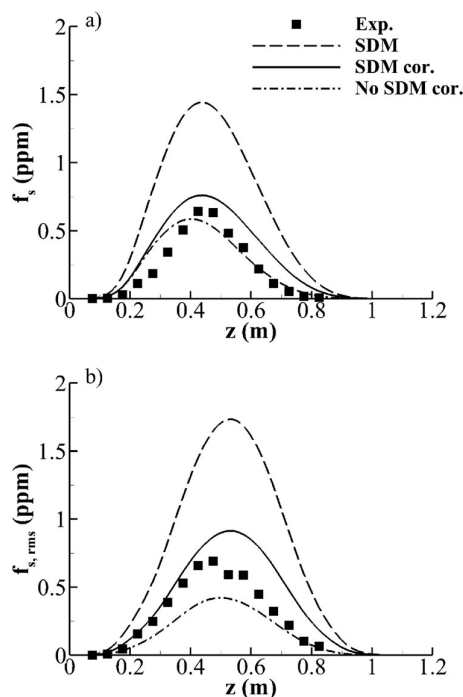 a)
Exp.
SDM
SDM cor.
No SDM cor.
2
1.5
1
0.5
0
f_s (ppm)
0 0.2 0.4 0.6 0.8 1 1.2
z (m)
b)
2
1.5
1
0.5
0
f_s, rms (ppm)
0 0.2 0.4 0.6 0.8 1 1.2
z (m)